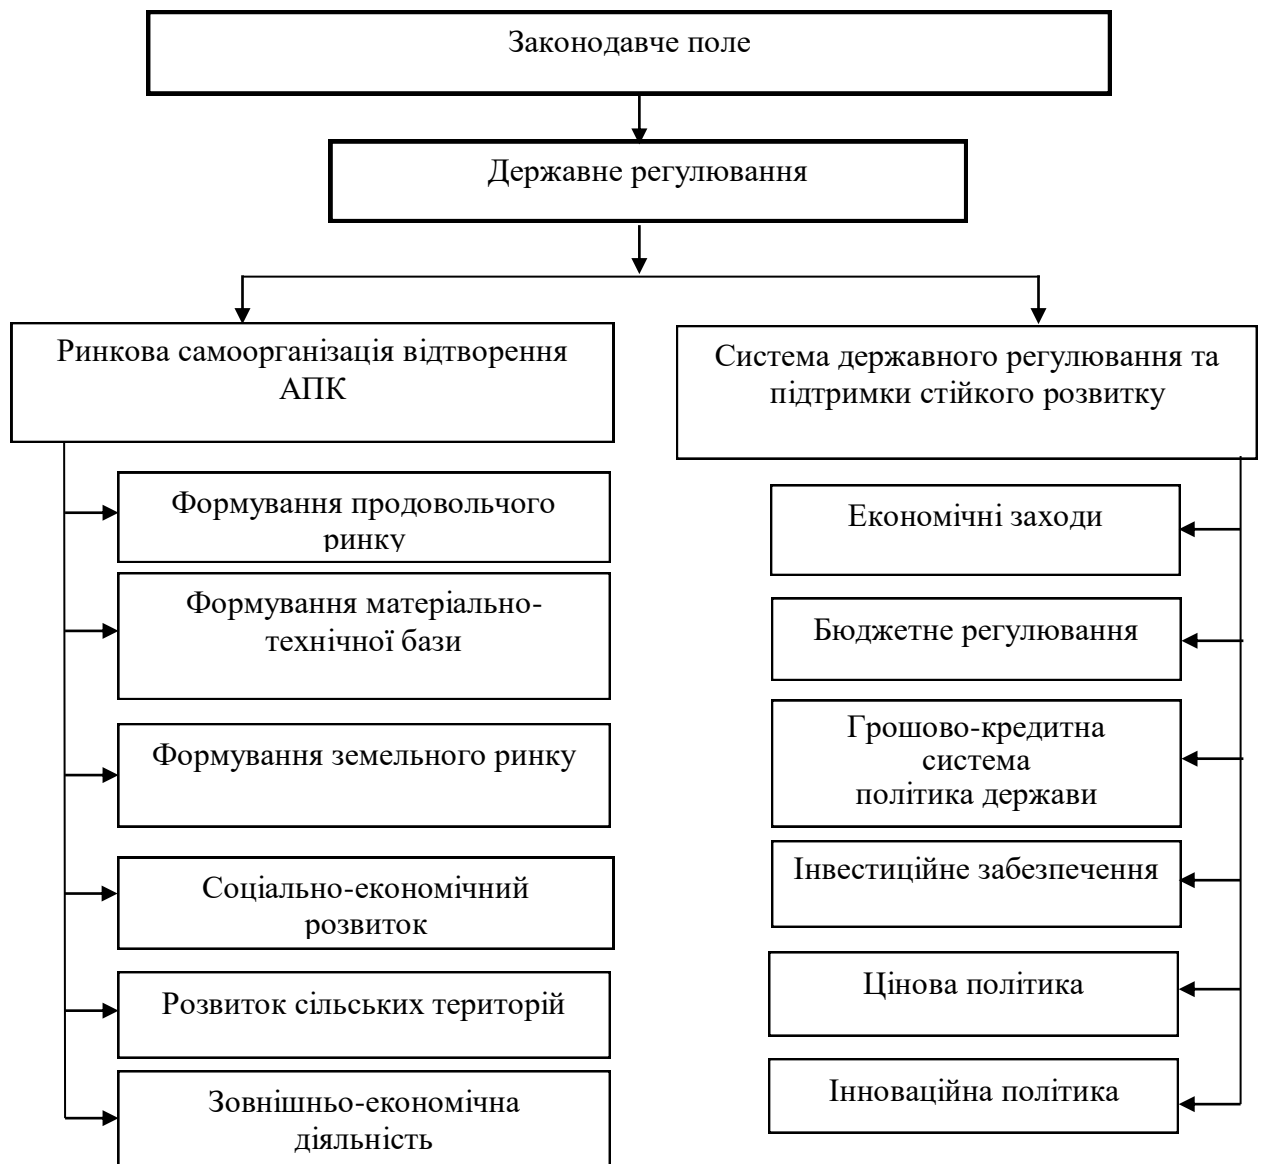 Законодавче поле
Державне регулювання
Ринкова самоорганізація відтворення
АПК
Формування продовольчого
ринку
Формування матеріально-
технічної бази
Формування земельного ринку
Соціально-економічний
розвиток
Розвиток сільських територій
Зовнішньо-економічна
діяльність
Система державного регулювання та
підтримки стійкого розвитку
Економічні заходи
Бюджетне регулювання
Грошово-кредитна
система
політика держави
Інвестиційне забезпечення
Цінова політика
Інноваційна політика